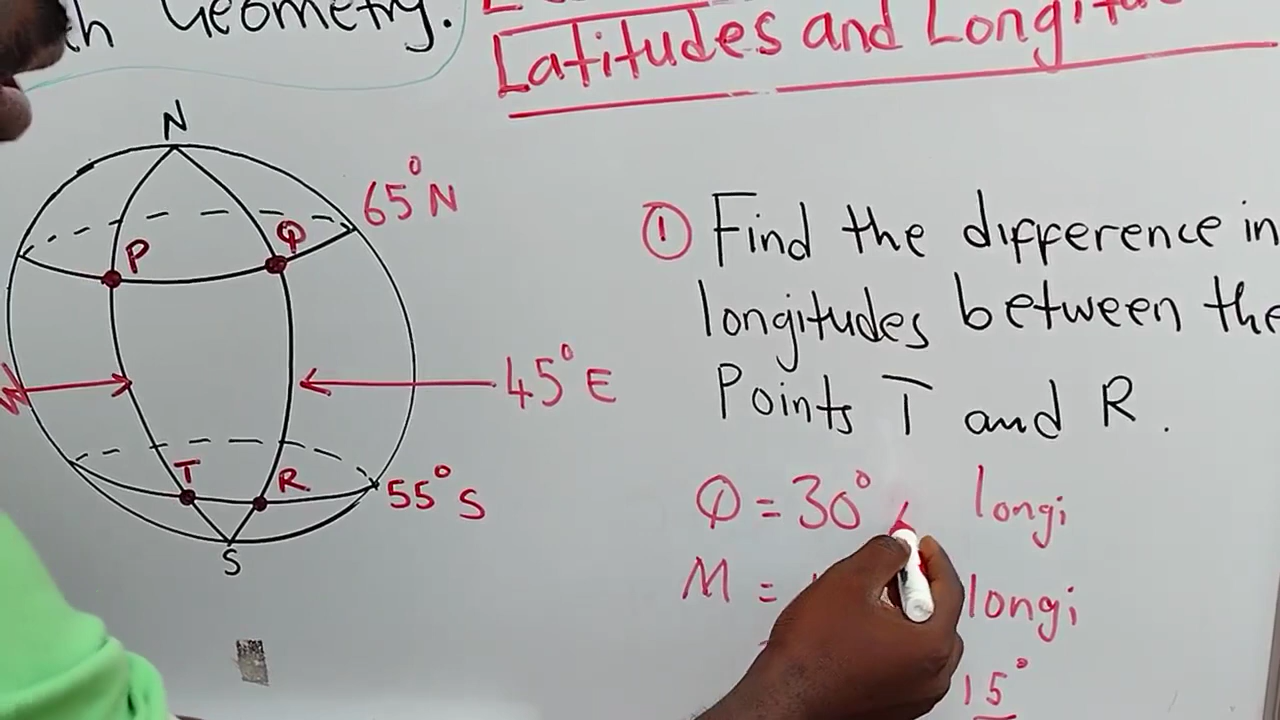 Geometry.
Latitudes and
N
65°N
P
Q
45°E
T
R
55°S
S
① Find the difference in
longitudes between the
Points T and R.
Q = 30° longi
M = longi
15°